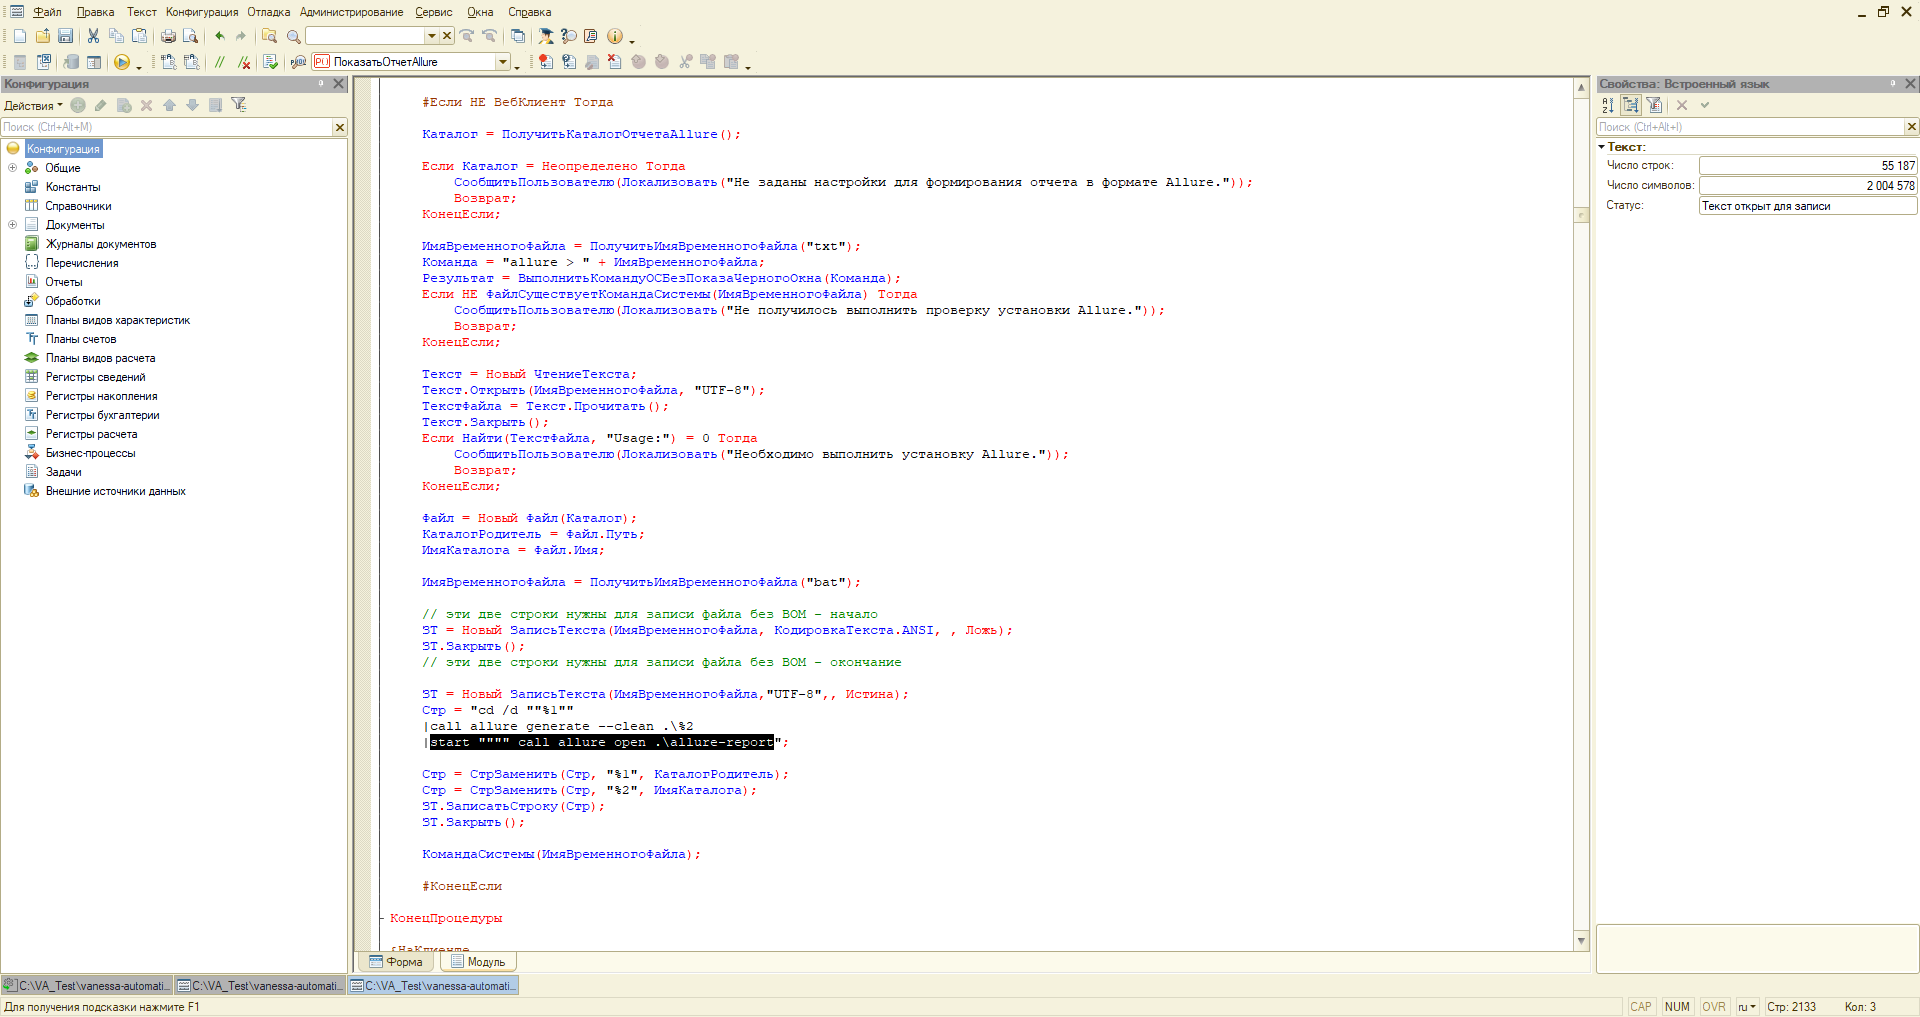 Файл Правка Текст Конфигурация Отладка Администрирование Сервис Окна Справка
ПоказатьОтчетAllure
Конфигурация
Действия
Поиск (Ctrl+Alt+M)
Конфигурация
Общие
Константы
Справочники
Документы
Журналы документов
Перечисления
Отчеты
Обработки
Планы видов характеристик
Планы счетов
Планы видов расчета
Регистры сведений
Регистры накопления
Регистры бухгалтерии
Регистры расчета
Бизнес-процессы
Задачи
Внешние источники данных
#Если НЕ ВебКлиент Тогда
Каталог = ПолучитьКаталогОтчетаAllure();
Если Каталог = Неопределено Тогда
СообщитьПользователю(Локализовать("Не заданы настройки для формирования отчета в формате Allure."));
Возврат;
КонецЕсли;
ИмяВременногоФайла = ПолучитьИмяВременногоФайла("txt");
Команда = "allure > " + ИмяВременногоФайла;
Результат = ВыполнитьКомандуОСБезПоказаЧерногоОкна(Команда);
Если НЕ ФайлСуществуетКомандаСистемы(ИмяВременногоФайла) Тогда
СообщитьПользователю(Локализовать("Не получилось выполнить проверку установки Allure."));
Возврат;
КонецЕсли;
Текст = Новый ЧтениеТекста;
Текст.Открыть(ИмяВременногоФайла, "UTF-8");
ТекстФайла = Текст.Прочитать();
Текст.Закрыть();
Если Найти(ТекстФайла, "Usage:") = 0 Тогда
СообщитьПользователю(Локализовать("Необходимо выполнить установку Allure."));
Возврат;
КонецЕсли;
Файл = Новый Файл(Каталог);
КаталогРодитель = Файл.Путь;
ИмяКаталога = Файл.Имя;
ИмяВременногоФайла = ПолучитьИмяВременногоФайла("bat");
// эти две строки нужны для записи файла без BOM - начало
ЗТ = Новый ЗаписьТекста(ИмяВременногоФайла, КодировкаТекста.ANSI, , Ложь);
ЗТ.Закрыть();
// эти две строки нужны для записи файла без BOM - окончание
ЗТ = Новый ЗаписьТекста(ИмяВременногоФайла,"UTF-8",, Истина);
Стр = "cd /d ""%1""
|call allure generate --clean .\%2
|start """" call allure open .\allure-report";
Стр = СтрЗаменить(Стр, "%1", КаталогРодитель);
Стр = СтрЗаменить(Стр, "%2", ИмяКаталога);
ЗТ.ЗаписатьСтроку(Стр);
ЗТ.Закрыть();
КомандаСистемы(ИмяВременногоФайла);
#КонецЕсли
КонецПроцедуры
&НаКлиенте
Форма Модуль
Свойства: Встроенный язык
Поиск (Ctrl+Alt+I)
Текст:
Число строк: 55 187
Число символов: 2 004 578
Статус: Текст открыт для записи
C:\VA_Test\vanessa-automati... C:\VA_Test\vanessa-automati... C:\VA_Test\vanessa-automati...
Для получения подсказки нажмите F1
CAP NUM OVR ru Стр: 2133 Кол: 3